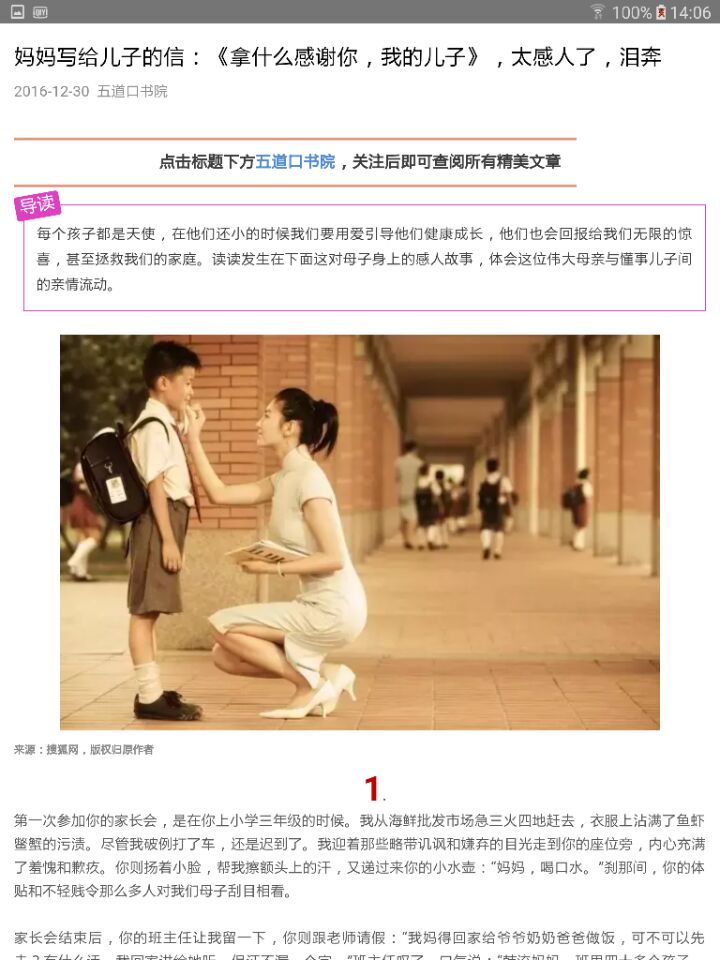 100% 14:06
妈妈写给儿子的信：《拿什么感谢你，我的儿子》，太感人了，泪奔
2016-12-30 五道口书院
点击标题下方五道口书院，关注后即可查阅所有精美文章
导读
每个孩子都是天使，在他们还小的时候我们要用爱引导他们健康成长，他们也会回报给我们无限的惊
喜，甚至拯救我们的家庭。读读发生在下面这对母子身上的感人故事，体会这位伟大母亲与懂事儿子间
的亲情流动。
来源：搜狐网，版权归原作者
1.
第一次参加你的家长会，是在你上小学三年级的时候。我从海鲜批发市场急三火四地赶去，衣服上沾满了鱼虾
鳖蟹的污渍。尽管我破例打了车，还是迟到了。我迎着那些略带讥讽和嫌弃的目光走到你的座位旁，内心充满
了羞愧和歉疚。你则扬着小脸，帮我擦额头上的汗，又递过来你的小水壶：“妈妈，喝口水。”刹那间，你的体
贴和不轻贱令那么多人对我们母子刮目相看。
家长会结束后，你的班主任让我留一下，你则跟老师请假：“我妈得回家给爷爷奶奶爸爸做饭，可不可以先